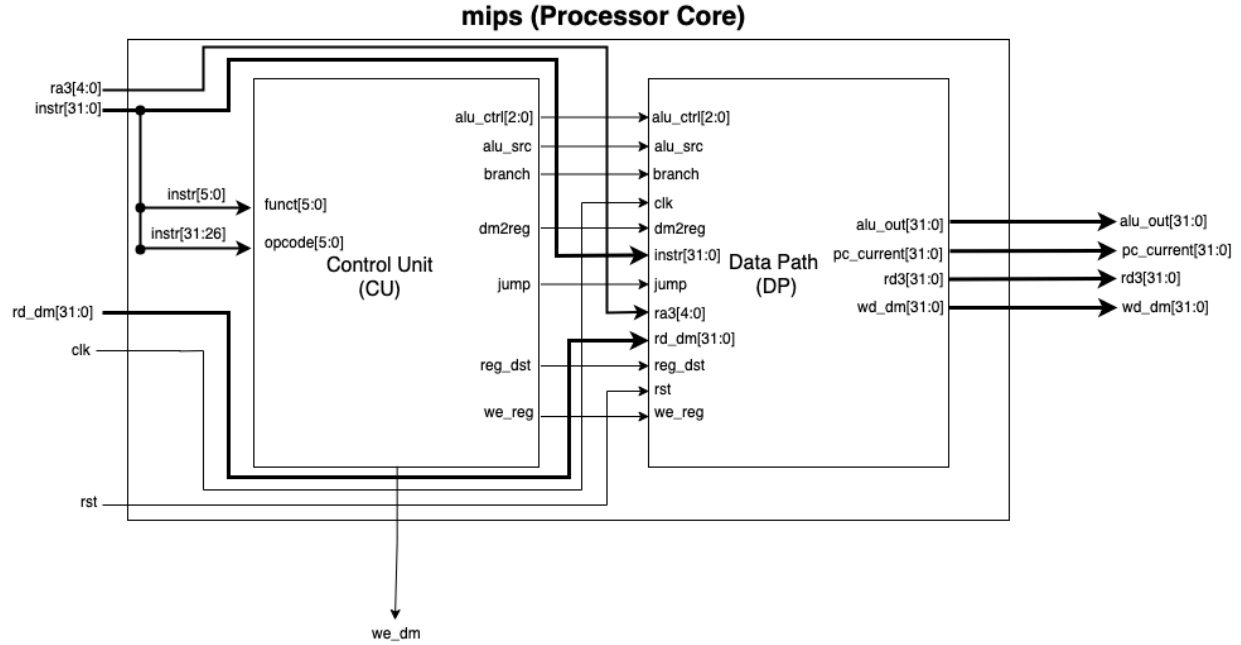 mips (Processor Core)
ra3[4:0]
instr[31:0]
instr[5:0]
instr[31:26]
rd_dm[31:0]
clk
rst
funct[5:0]
opcode[5:0]
Control Unit
(CU)
alu_ctrl[2:0]
alu_src
branch
dm2reg
jump
reg_dst
we_reg
we_dm
alu_ctrl[2:0]
alu_src
branch
clk
dm2reg
instr[31:0]
jump
ra3[4:0]
rd_dm[31:0]
reg_dst
rst
we_reg
Data Path
(DP)
alu_out[31:0]
pc_current[31:0]
rd3[31:0]
wd_dm[31:0]
alu_out[31:0]
pc_current[31:0]
rd3[31:0]
wd_dm[31:0]